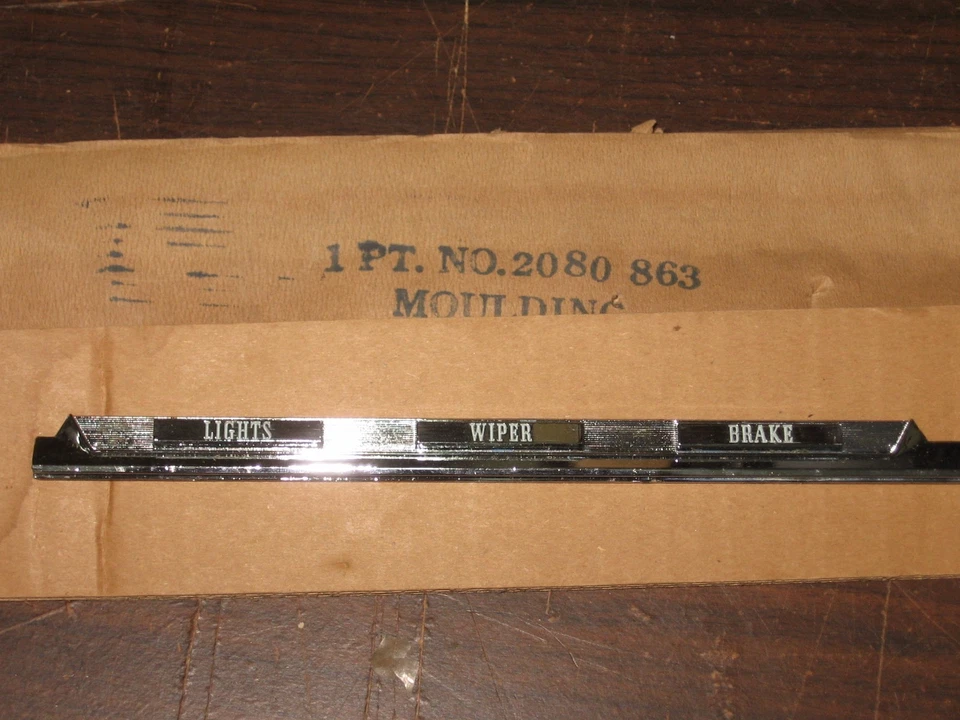 1 PT. NO. 2080 863
MOULDING
LIGHTS WIPER BRAKE